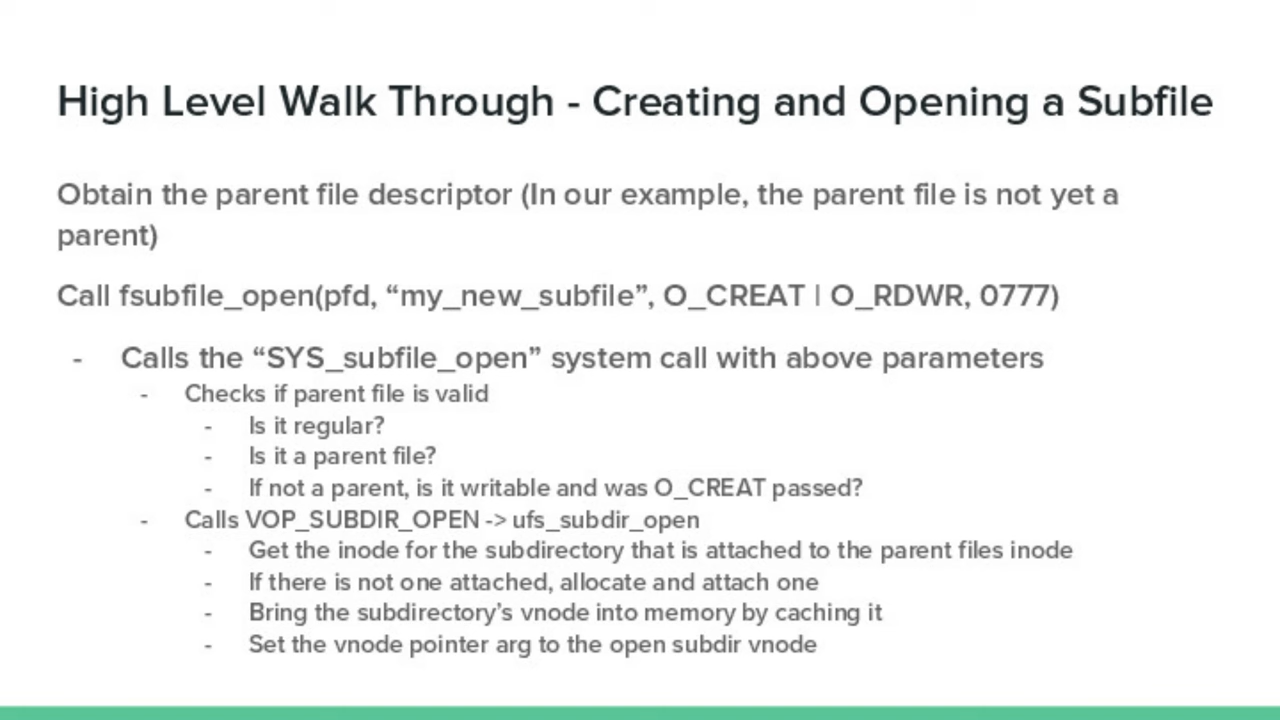 High Level Walk Through - Creating and Opening a Subfile
Obtain the parent file descriptor (In our example, the parent file is not yet a
parent)
Call fsubfile_open(pfd, “my_new_subfile”, O_CREAT | O_RDWR, 0777)
- Calls the “SYS_subfile_open” system call with above parameters
- Checks if parent file is valid
- Is it regular?
- Is it a parent file?
- If not a parent, is it writable and was O_CREAT passed?
- Calls VOP_SUBDIR_OPEN -> ufs_subdir_open
- Get the inode for the subdirectory that is attached to the parent files inode
- If there is not one attached, allocate and attach one
- Bring the subdirectory’s vnode into memory by caching it
- Set the vnode pointer arg to the open subdir vnode